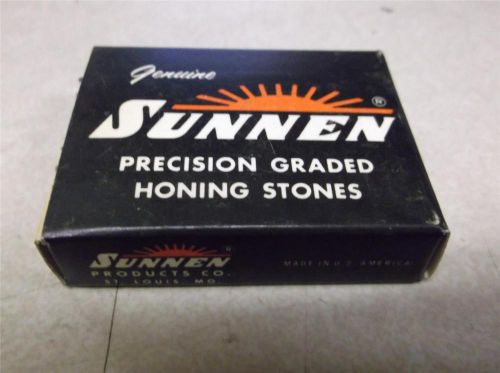 Genuine
SUNNEN®
PRECISION GRADED
HONING STONES
SUNNEN®
PRODUCTS CO.
ST. LOUIS, MO.
MADE IN U.S. AMERICA